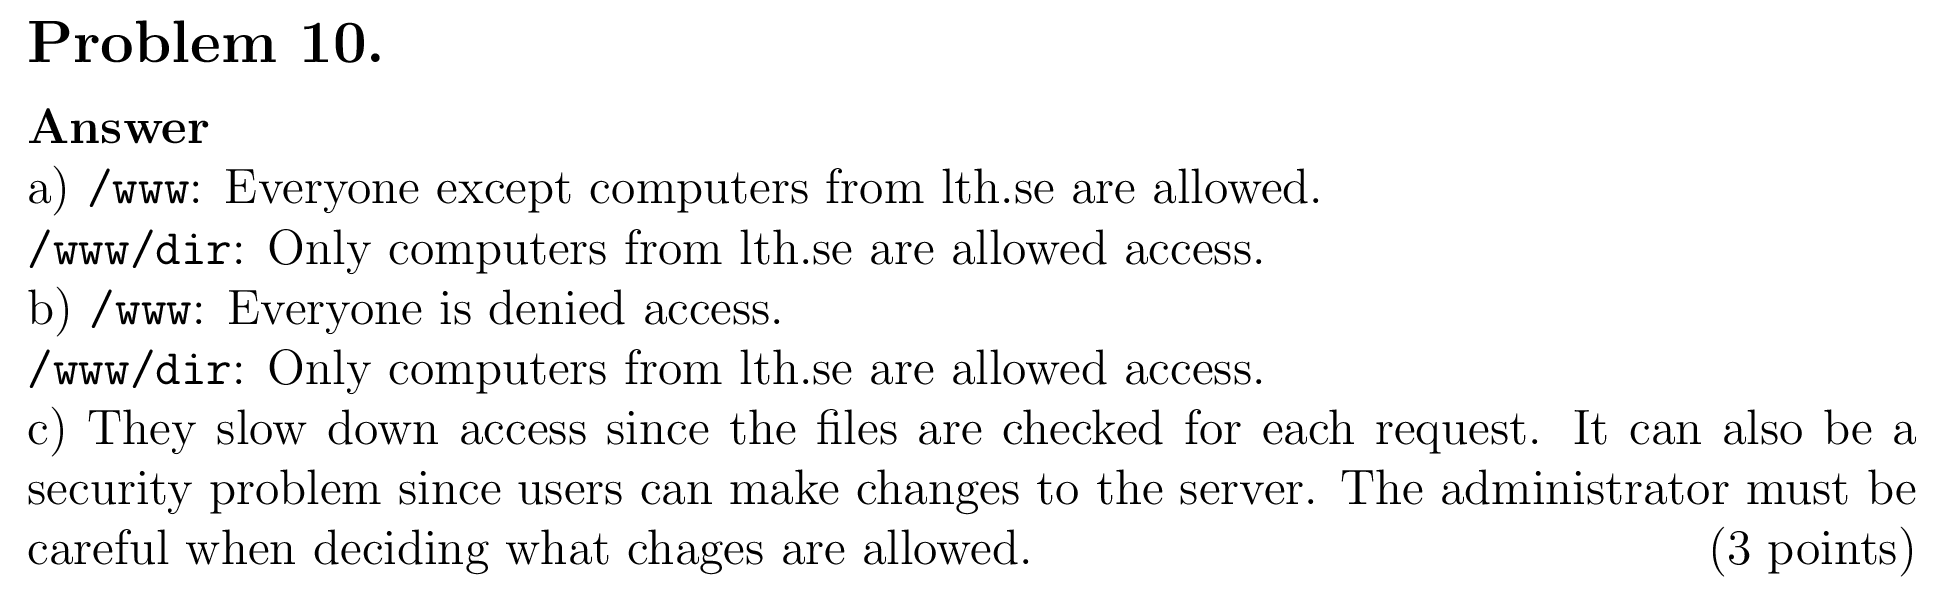 Problem 10.
Answer
a) /www: Everyone except computers from lth.se are allowed.
/www/dir: Only computers from lth.se are allowed access.
b) /www: Everyone is denied access.
/www/dir: Only computers from lth.se are allowed access.
c) They slow down access since the files are checked for each request. It can also be a
security problem since users can make changes to the server. The administrator must be
careful when deciding what chages are allowed. (3 points)